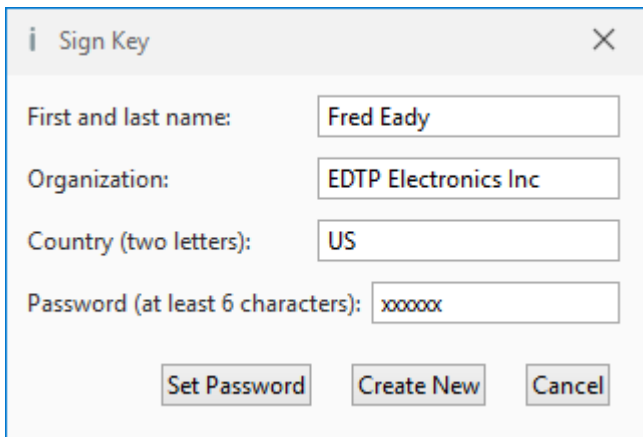 i Sign Key
First and last name: Fred Eady
Organization: EDTP Electronics Inc
Country (two letters): US
Password (at least 6 characters): xxxxxx
Set Password Create New Cancel